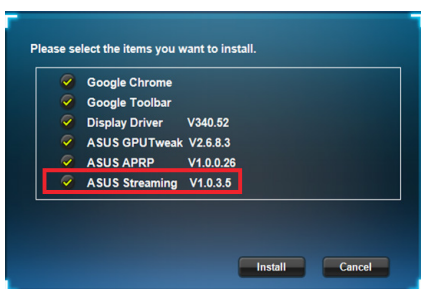 Please select the items you want to install.
Google Chrome
Google Toolbar
Display Driver V340.52
ASUS GPUTweak V2.6.8.3
ASUS APRP V1.0.0.26
ASUS Streaming V1.0.3.5
Install Cancel